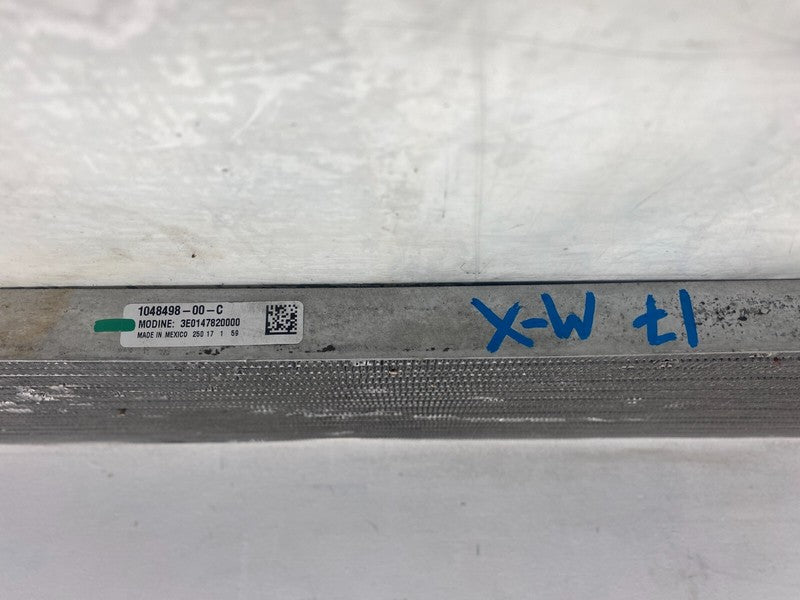 1048498-00-C
MODINE: 3E0147820000
MADE IN MEXICO 250 17 1 59
17 M-X